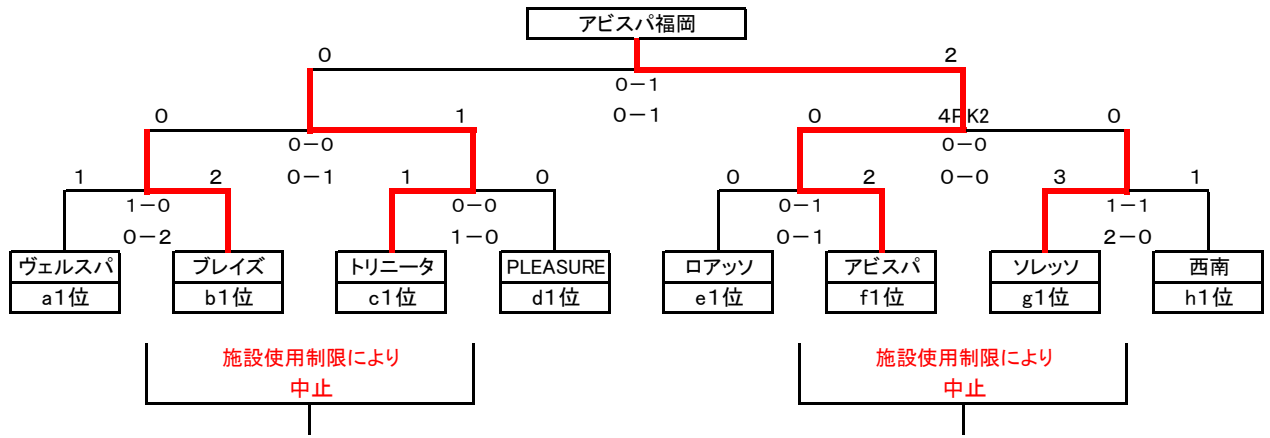 アビスパ福岡
0 2
0-1
0-1
0 1 0 4PK2 0
0-0 0-0
0-1 0-0
1 2 1 0 0 2 3 1
1-0 0-0 0-1 1-1
0-2 1-0 0-1 2-0
ヴェルスパ ブレイズ トリニータ PLEASURE ロアッソ アビスパ ソレッソ 西南
a1位 b1位 c1位 d1位 e1位 f1位 g1位 h1位
施設使用制限により 施設使用制限により
中止 中止